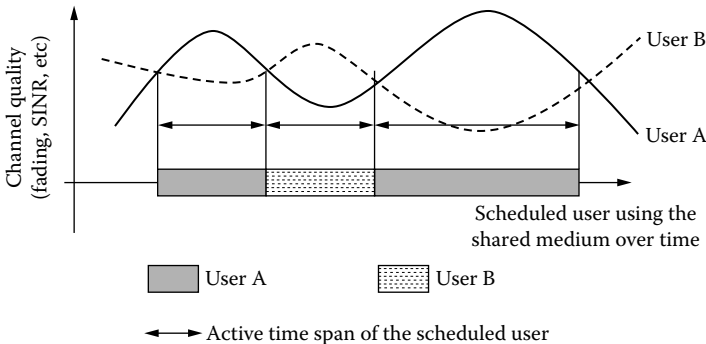 Channel quality
(fading, SINR, etc)
User B
User A
Scheduled user using the
shared medium over time
User A
User B
Active time span of the scheduled user